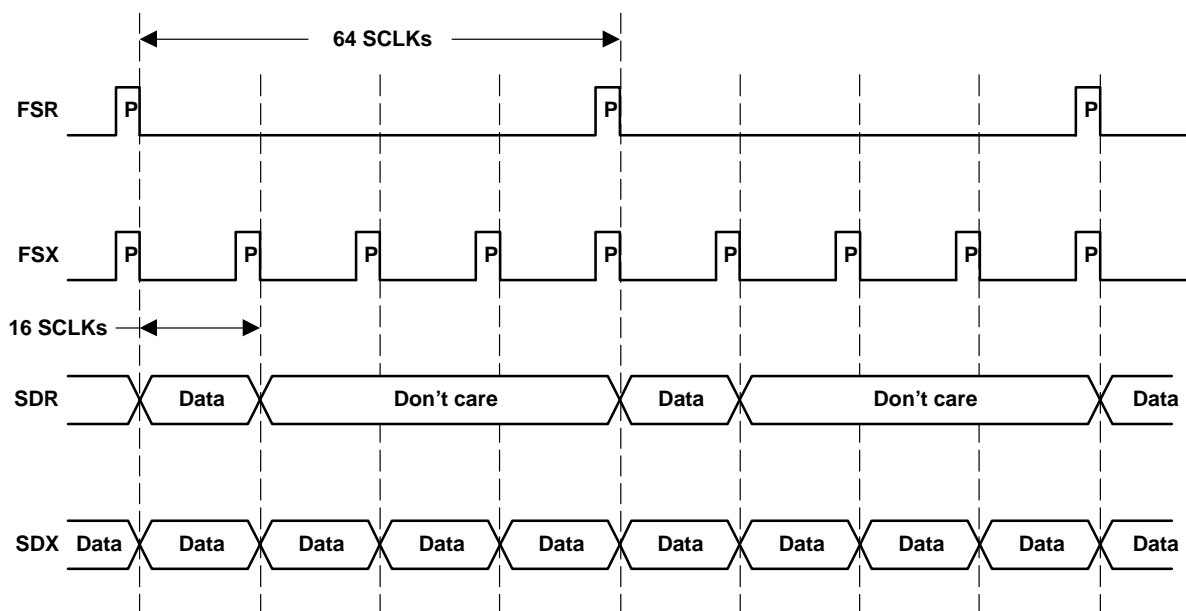 64 SCLKs
FSR P P P
FSX P P P P P P P P P
16 SCLKs
SDR Data Don’t care Data Don’t care Data
SDX Data Data Data Data Data Data Data Data Data Data